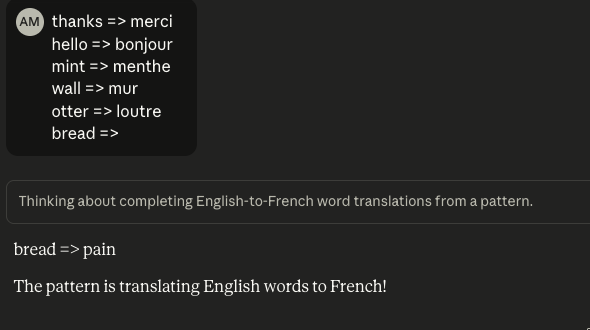 AM
thanks => merci
hello => bonjour
mint => menthe
wall => mur
otter => loutre
bread =>
Thinking about completing English-to-French word translations from a pattern.
bread => pain
The pattern is translating English words to French!